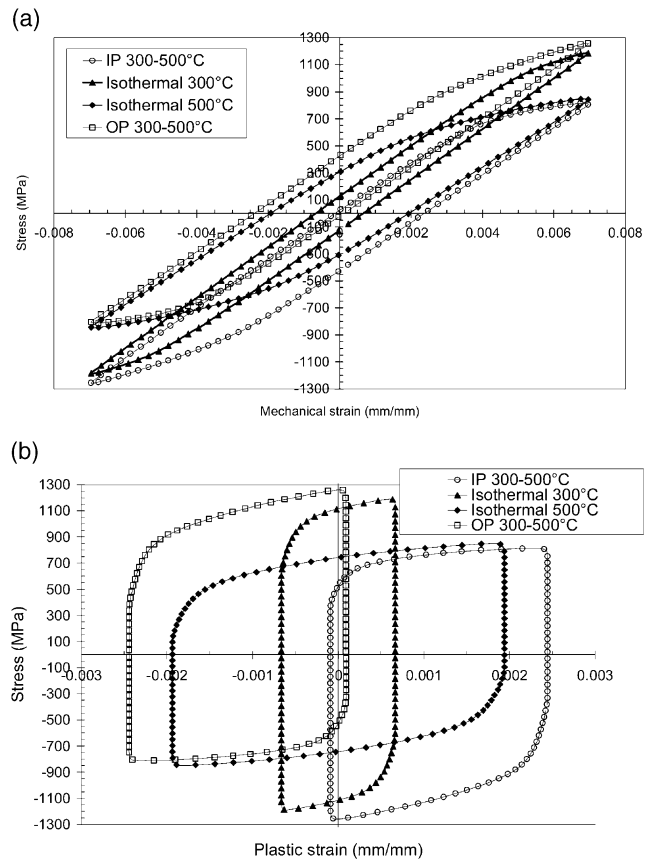 (a)
IP 300-500°C
Isothermal 300°C
Isothermal 500°C
OP 300-500°C
1300
1100
900
700
500
300
100
-0.008 -0.006 -0.004 -0.002 0 0.002 0.004 0.006 0.008
-100
-300
-500
-700
-900
-1100
-1300
Stress (MPa)
Mechanical strain (mm/mm)
(b)
IP 300-500°C
Isothermal 300°C
Isothermal 500°C
OP 300-500°C
1300
1100
900
700
500
300
100
-100
-0.003 -0.002 -0.001 0 0.001 0.002 0.003
-300
-500
-700
-900
-1100
-1300
Stress (MPa)
Plastic strain (mm/mm)